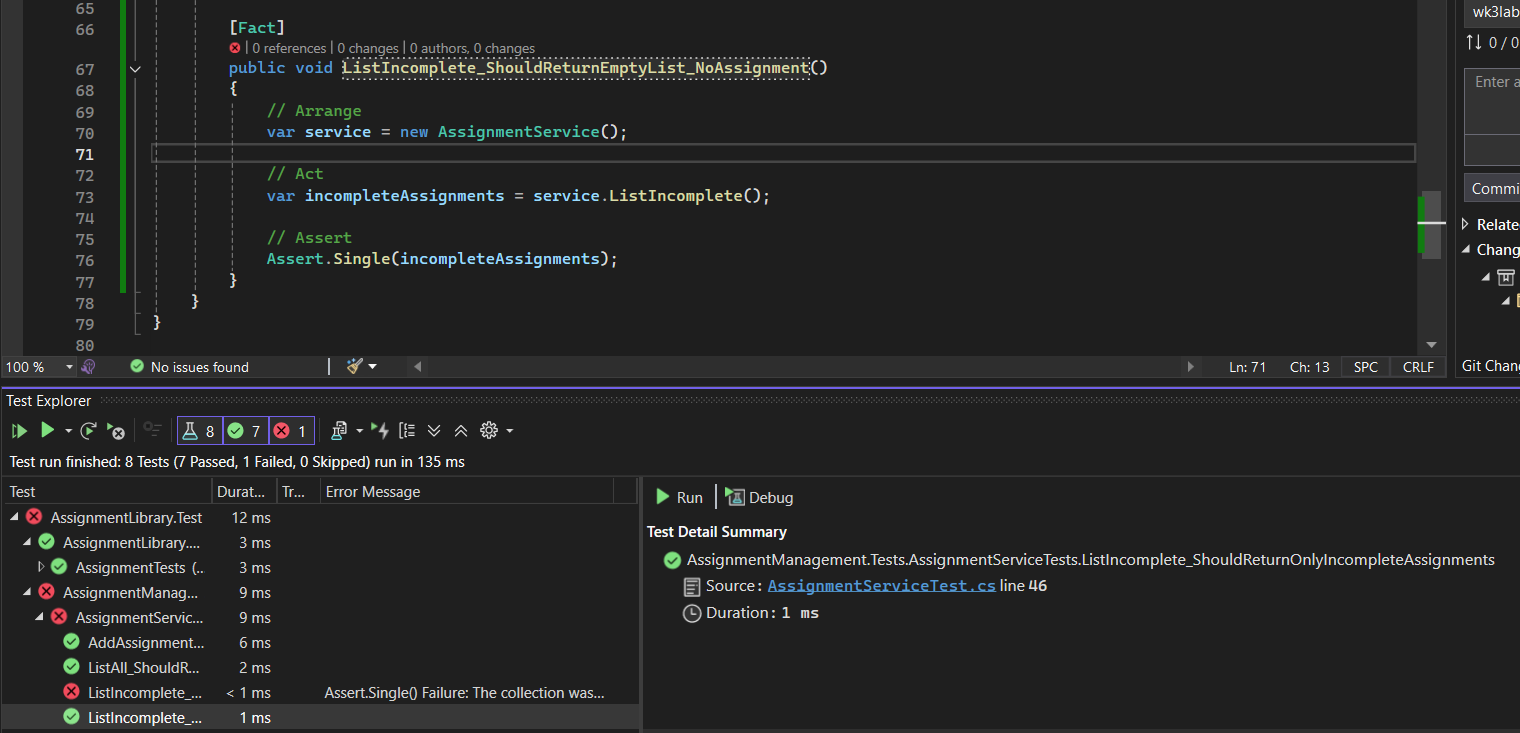 65
66 [Fact]
| 0 references | 0 changes | 0 authors, 0 changes
67 public void ListIncomplete_ShouldReturnEmptyList_NoAssignment()
68 {
69 // Arrange
70 var service = new AssignmentService();
71
72 // Act
73 var incompleteAssignments = service.ListIncomplete();
74
75 // Assert
76 Assert.Single(incompleteAssignments);
77 }
78 }
79 }
80
wk3lab
0 / 0
Enter a
Commi
Relate
Chang
100 % No issues found Ln: 71 Ch: 13 SPC CRLF
Git Chang
Test Explorer
8 7 1
Test run finished: 8 Tests (7 Passed, 1 Failed, 0 Skipped) run in 135 ms
Test Durat... Tr... Error Message
AssignmentLibrary.Test 12 ms
AssignmentLibrary.... 3 ms
AssignmentTests (.. 3 ms
AssignmentManag... 9 ms
AssignmentServic... 9 ms
AddAssignment... 6 ms
ListAll_ShouldR... 2 ms
ListIncomplete_... < 1 ms Assert.Single() Failure: The collection was...
ListIncomplete_... 1 ms
Run Debug
Test Detail Summary
AssignmentManagement.Tests.AssignmentServiceTests.ListIncomplete_ShouldReturnOnlyIncompleteAssignments
Source: AssignmentServiceTest.cs line 46
Duration: 1 ms